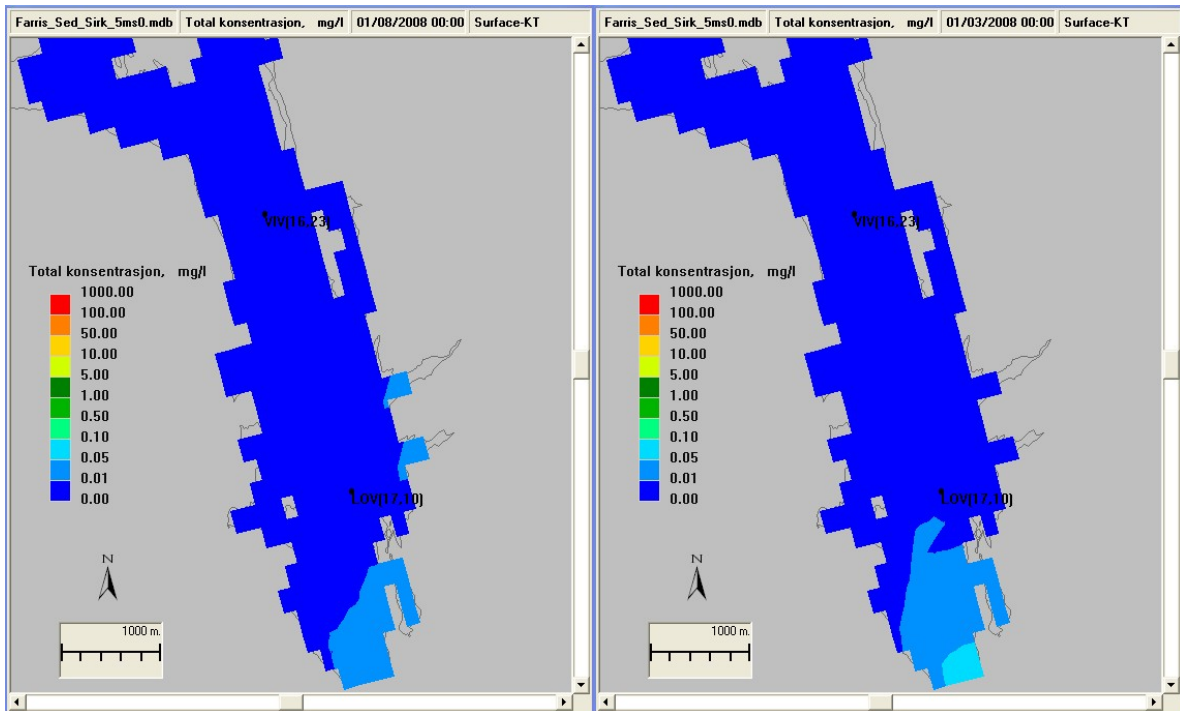 Farris_Sed_Sirk_5ms0.mdb Total konsentrasjon, mg/l 01/08/2008 00:00 Surface-KT
VIV(16,23)
Total konsentrasjon, mg/l
1000.00
100.00
50.00
10.00
5.00
1.00
0.50
0.10
0.05
0.01
0.00
LOV(17,10)
N
1000 m.
Farris_Sed_Sirk_5ms0.mdb Total konsentrasjon, mg/l 01/03/2008 00:00 Surface-KT
VIV(16,23)
Total konsentrasjon, mg/l
1000.00
100.00
50.00
10.00
5.00
1.00
0.50
0.10
0.05
0.01
0.00
LOV(17,10)
N
1000 m.